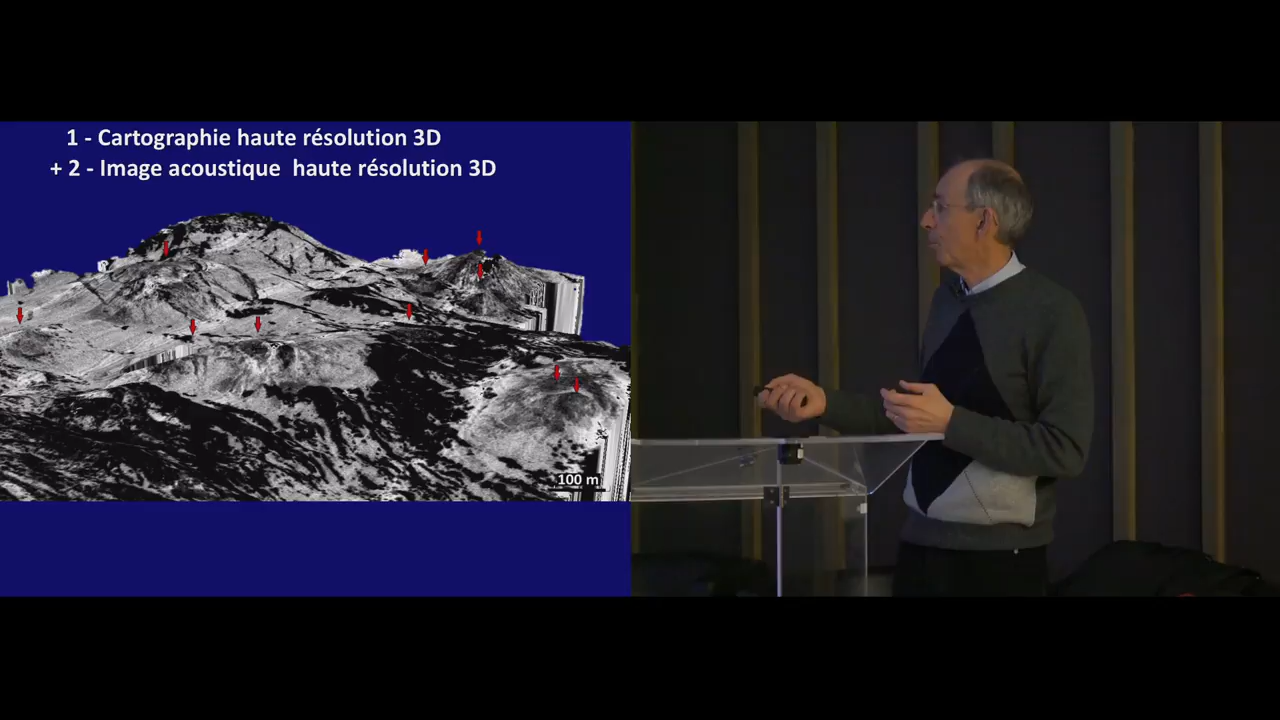 1 - Cartographie haute résolution 3D
+ 2 - Image acoustique  haute résolution 3D
100 m